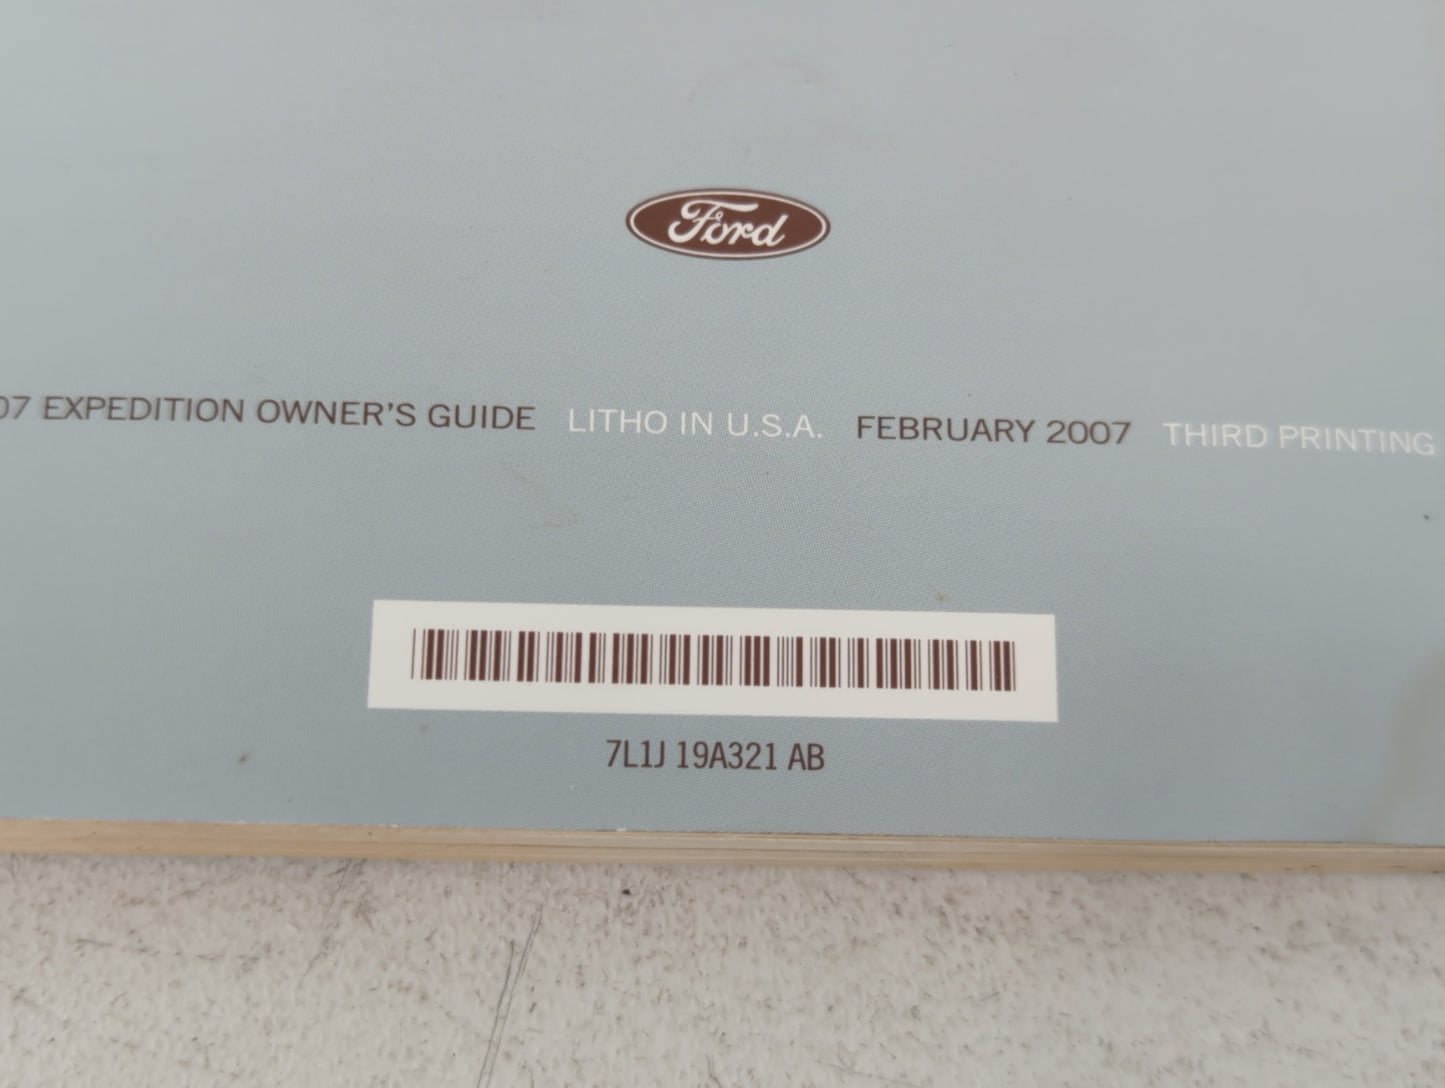 Ford
07 EXPEDITION OWNER'S GUIDE LITHO IN U.S.A. FEBRUARY 2007 THIRD PRINTING
7L1J 19A321 AB